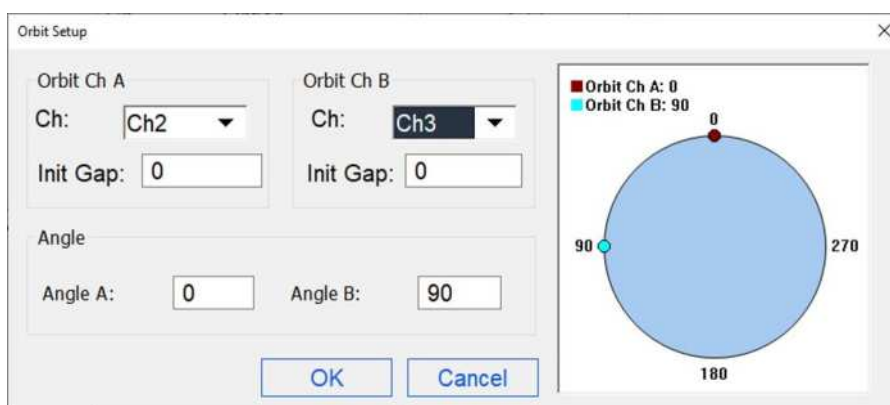 Orbit Setup
Orbit Ch A
Ch: Ch2
Init Gap: 0
Orbit Ch B
Ch: Ch3
Init Gap: 0
Angle
Angle A: 0 Angle B: 90
OK Cancel
Orbit Ch A: 0
Orbit Ch B: 90
0
90 270
180